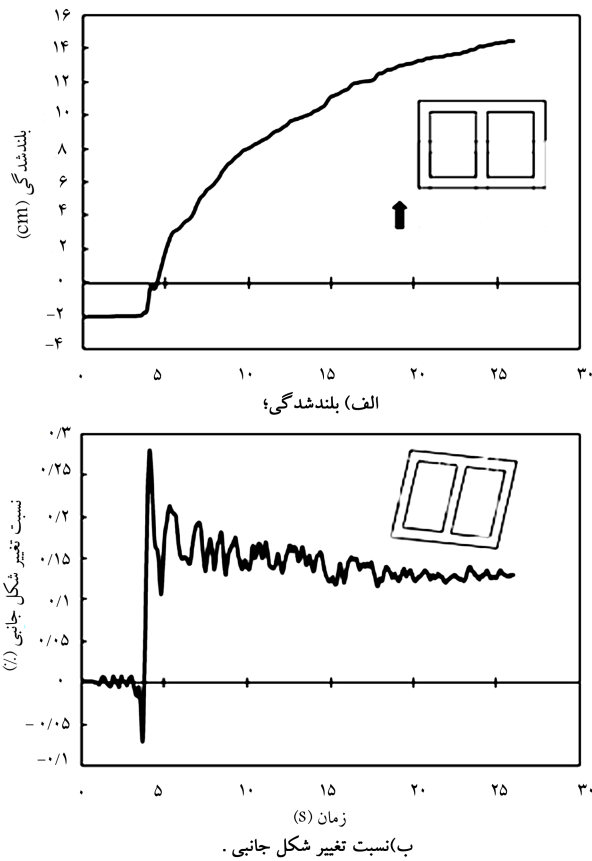 ۱۶
۱۴
۱۲
۱۰
۸
۶
۴
۲
۰
−۲
−۴
بلندشدگی (cm)
۰ ۵ ۱۰ ۱۵ ۲۰ ۲۵ ۳۰
الف) بلندشدگی؛
۰/۳
۰/۲۵
۰/۲
۰/۱۵
۰/۱
۰/۰۵
۰
−۰/۰۵
−۰/۱
نسبت تغییر شکل جانبی (٪)
۰ ۵ ۱۰ ۱۵ ۲۰ ۲۵ ۳۰
زمان (s)
ب)نسبت تغییر شکل جانبی .